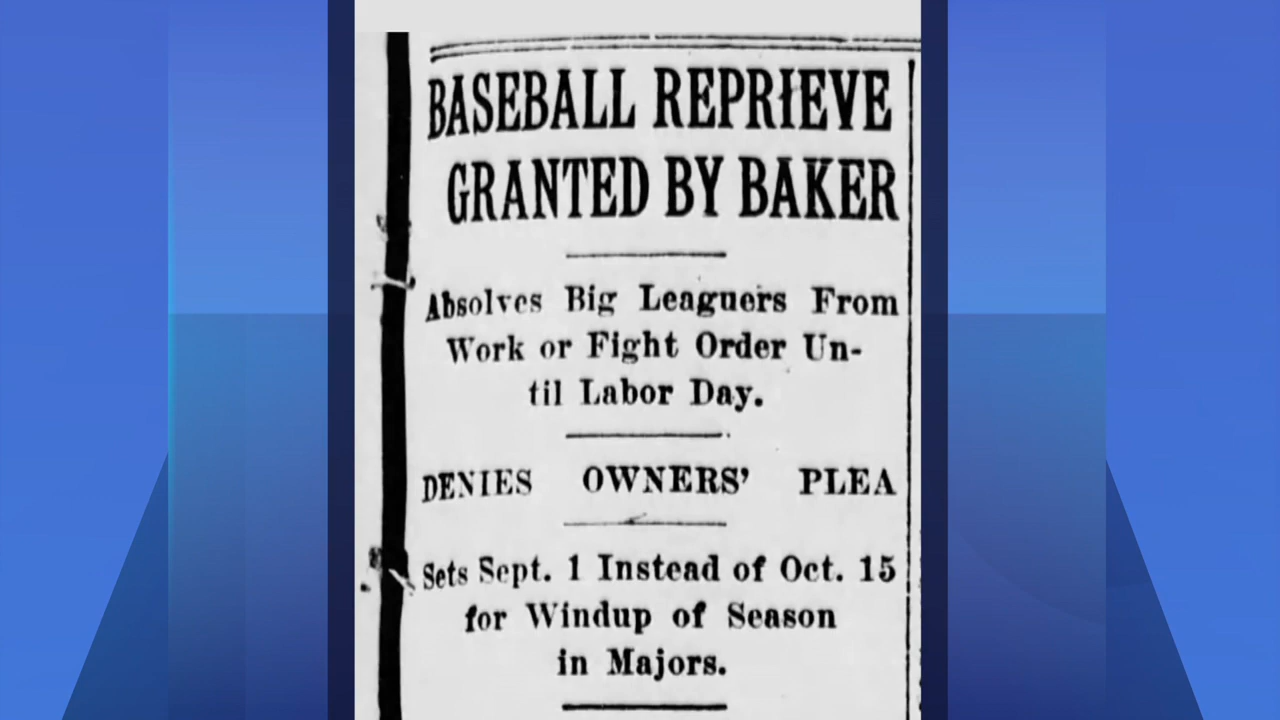 BASEBALL REPRIEVE
GRANTED BY BAKER
Absolves Big Leaguers From
Work or Fight Order Un-
til Labor Day.
DENIES OWNERS' PLEA
Sets Sept. 1 Instead of Oct. 15
for Windup of Season
in Majors.